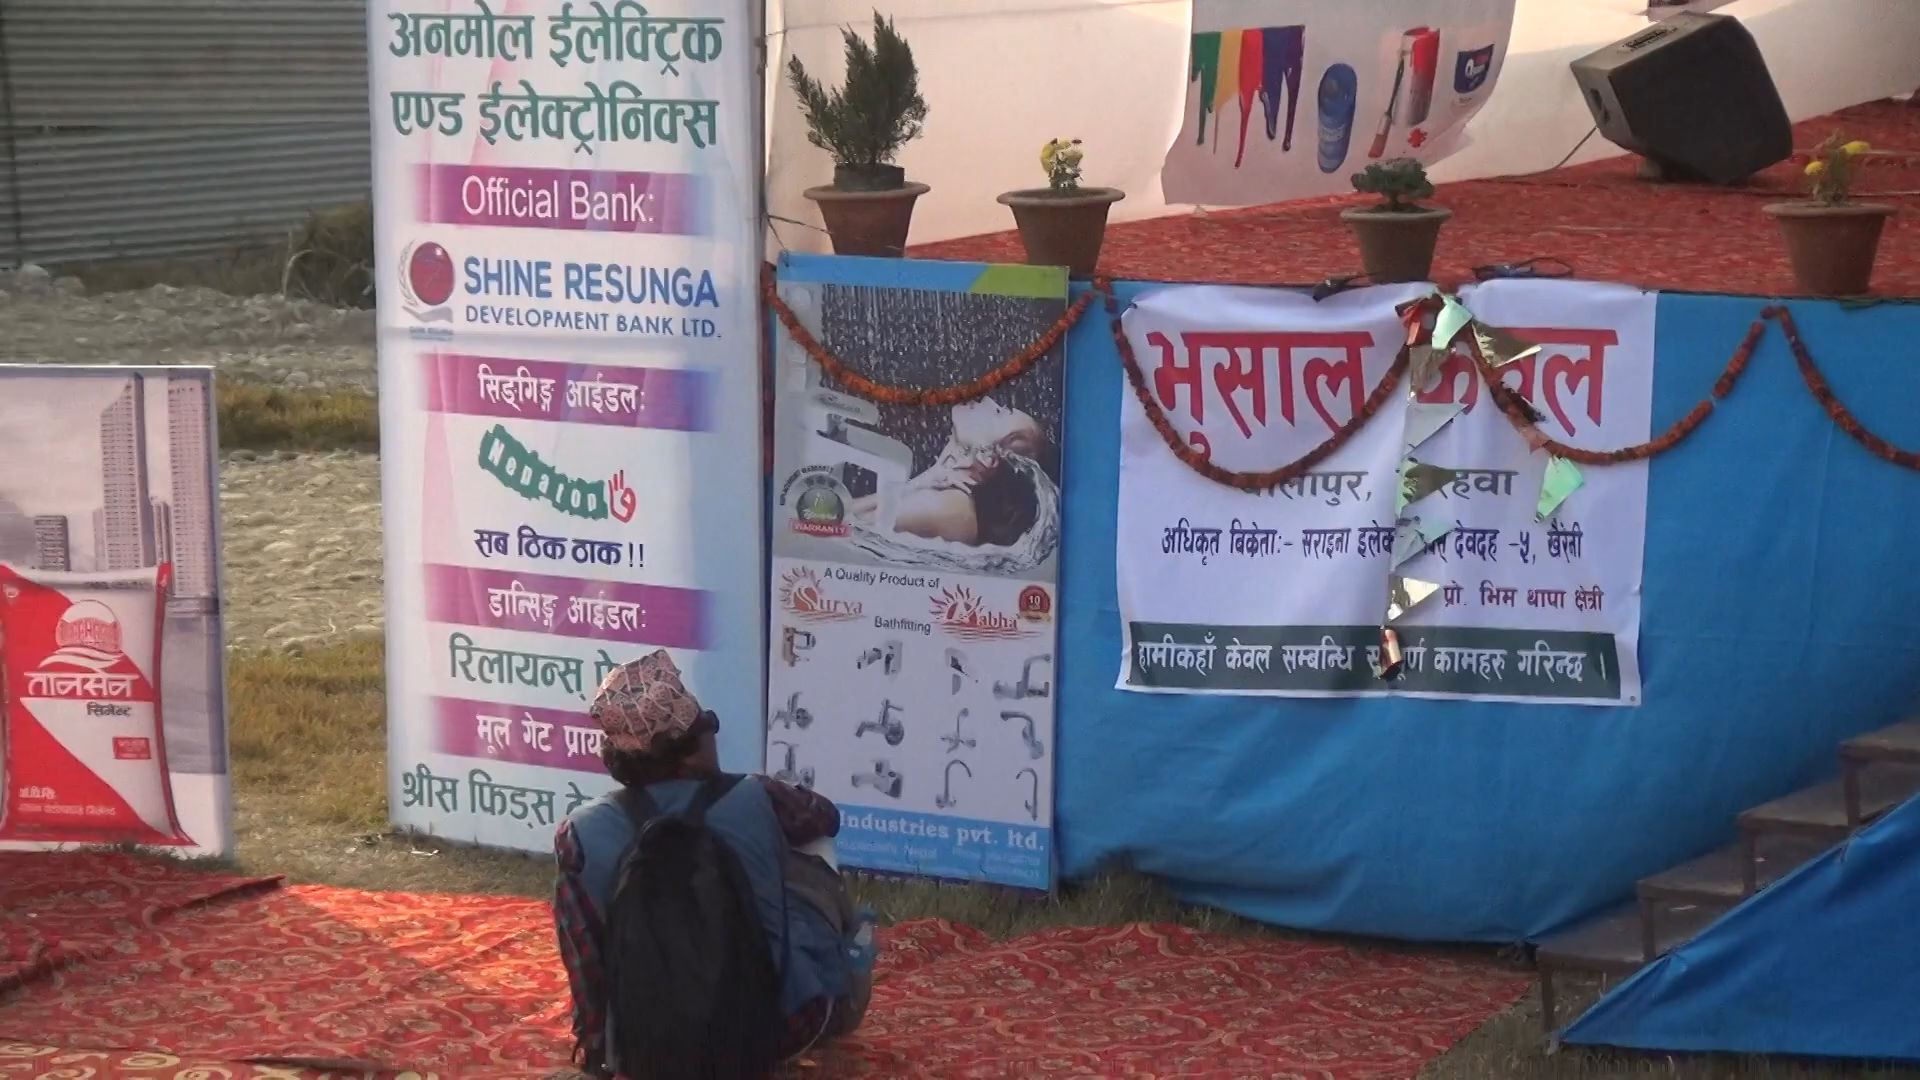 अनमोल ईलेक्ट्रिक
एण्ड ईलेक्ट्रोनिक्स
Official Bank:
SHINE RESUNGA
DEVELOPMENT BANK LTD.
सिङ्गिङ्ग आईडल:
Nenaton
सब ठिक ठाक!!
डान्सिङ्ग आईडल:
रिलायन्स
मूल गेट
श्रीस फिड्स
तानसेन
सिमेन्ट
WARRANTY
A Quality Product of
Surya
Aabha
Bathfitting
Industries pvt. ltd.
भुसाल
अधिकृत बिक्रेता:- सराइना देवदह -५, खैरेनी
प्रो. भिम थापा क्षेत्री
हामीकहाँ केवल सम्बन्धि कामहरु गरिन्छ ।